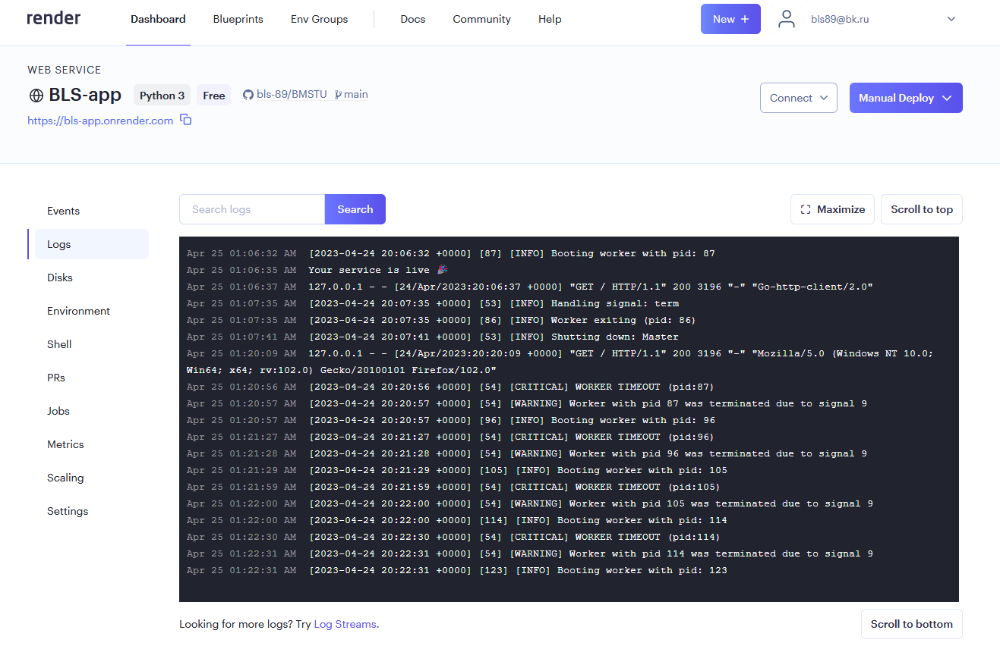 render Dashboard Blueprints Env Groups Docs Community Help New + bls89@bk.ru
WEB SERVICE
BLS-app Python 3 Free bls-89/BMSTU main Connect Manual Deploy
https://bls-app.onrender.com
Events
Logs
Disks
Environment
Shell
PRs
Jobs
Metrics
Scaling
Settings
Search logs Search Maximize Scroll to top
Apr 25 01:06:32 AM [2023-04-24 20:06:32 +0000] [87] [INFO] Booting worker with pid: 87
Apr 25 01:06:35 AM Your service is live 🎉
Apr 25 01:06:37 AM 127.0.0.1 - - [24/Apr/2023:20:06:37 +0000] "GET / HTTP/1.1" 200 3196 "-" "Go-http-client/2.0"
Apr 25 01:07:35 AM [2023-04-24 20:07:35 +0000] [53] [INFO] Handling signal: term
Apr 25 01:07:35 AM [2023-04-24 20:07:35 +0000] [86] [INFO] Worker exiting (pid: 86)
Apr 25 01:07:41 AM [2023-04-24 20:07:41 +0000] [53] [INFO] Shutting down: Master
Apr 25 01:20:09 AM 127.0.0.1 - - [24/Apr/2023:20:20:09 +0000] "GET / HTTP/1.1" 200 3196 "-" "Mozilla/5.0 (Windows NT 10.0;
Win64; x64; rv:102.0) Gecko/20100101 Firefox/102.0"
Apr 25 01:20:56 AM [2023-04-24 20:20:56 +0000] [54] [CRITICAL] WORKER TIMEOUT (pid:87)
Apr 25 01:20:57 AM [2023-04-24 20:20:57 +0000] [54] [WARNING] Worker with pid 87 was terminated due to signal 9
Apr 25 01:20:57 AM [2023-04-24 20:20:57 +0000] [96] [INFO] Booting worker with pid: 96
Apr 25 01:21:27 AM [2023-04-24 20:21:27 +0000] [54] [CRITICAL] WORKER TIMEOUT (pid:96)
Apr 25 01:21:28 AM [2023-04-24 20:21:28 +0000] [54] [WARNING] Worker with pid 96 was terminated due to signal 9
Apr 25 01:21:29 AM [2023-04-24 20:21:29 +0000] [105] [INFO] Booting worker with pid: 105
Apr 25 01:21:59 AM [2023-04-24 20:21:59 +0000] [54] [CRITICAL] WORKER TIMEOUT (pid:105)
Apr 25 01:22:00 AM [2023-04-24 20:22:00 +0000] [54] [WARNING] Worker with pid 105 was terminated due to signal 9
Apr 25 01:22:00 AM [2023-04-24 20:22:00 +0000] [114] [INFO] Booting worker with pid: 114
Apr 25 01:22:30 AM [2023-04-24 20:22:30 +0000] [54] [CRITICAL] WORKER TIMEOUT (pid:114)
Apr 25 01:22:31 AM [2023-04-24 20:22:31 +0000] [54] [WARNING] Worker with pid 114 was terminated due to signal 9
Apr 25 01:22:31 AM [2023-04-24 20:22:31 +0000] [123] [INFO] Booting worker with pid: 123
Looking for more logs? Try Log Streams. Scroll to bottom